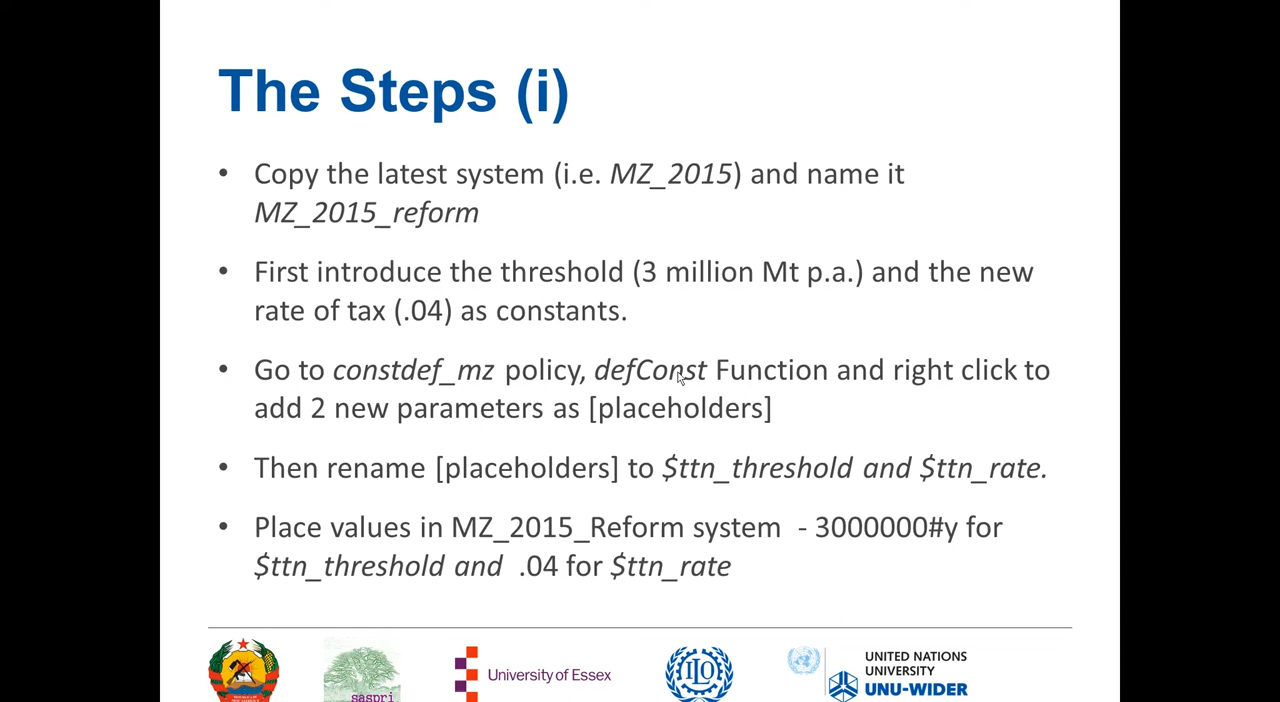 The Steps (i)
• Copy the latest system (i.e. MZ_2015) and name it
MZ_2015_reform
• First introduce the threshold (3 million Mt p.a.) and the new
rate of tax (.04) as constants.
• Go to constdef_mz policy, defConst Function and right click to
add 2 new parameters as [placeholders]
• Then rename [placeholders] to $ttn_threshold and $ttn_rate.
• Place values in MZ_2015_Reform system - 3000000#y for
$ttn_threshold and .04 for $ttn_rate
saspri
University of Essex
ILO
UNITED NATIONS
UNIVERSITY
UNU-WIDER